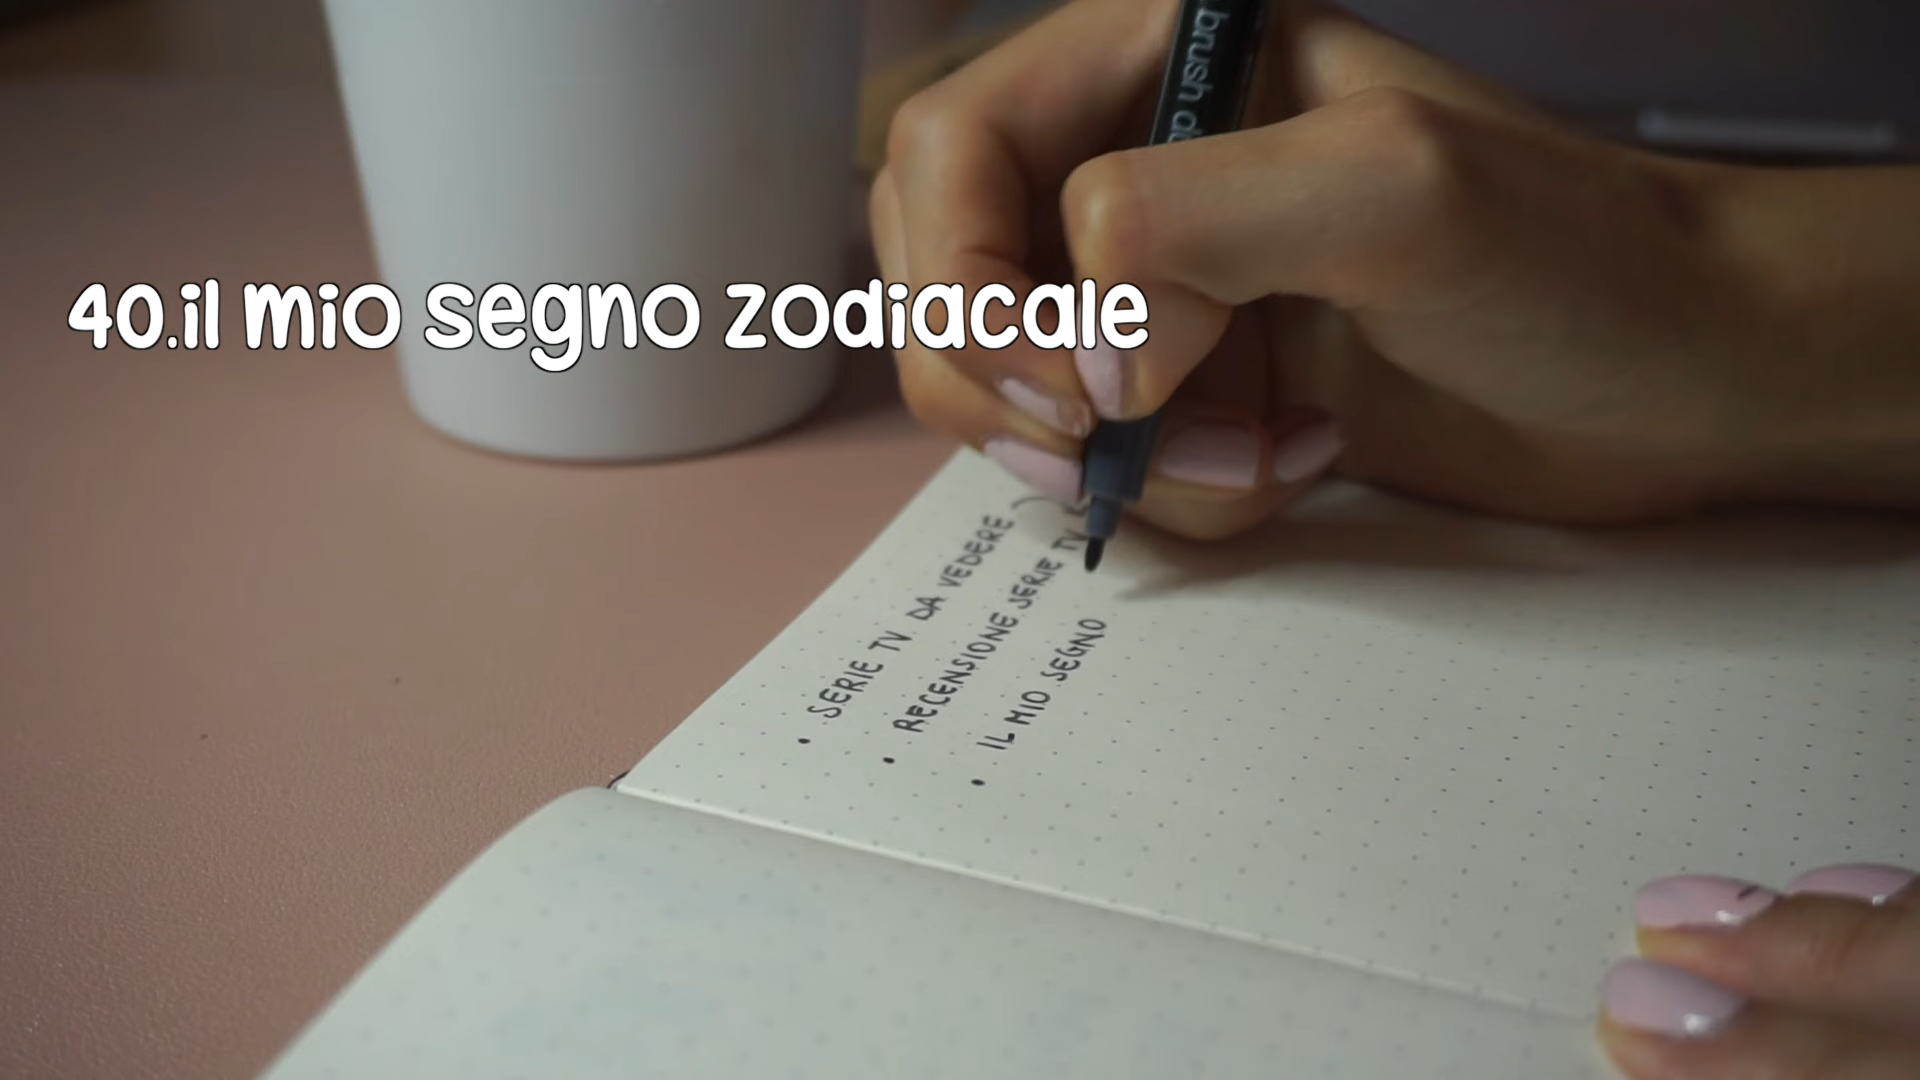 brush
40.il mio segno zodiacale
• SERIE TV DA VEDERE
• RECENSIONE SERIE TV
• IL MIO SEGNO